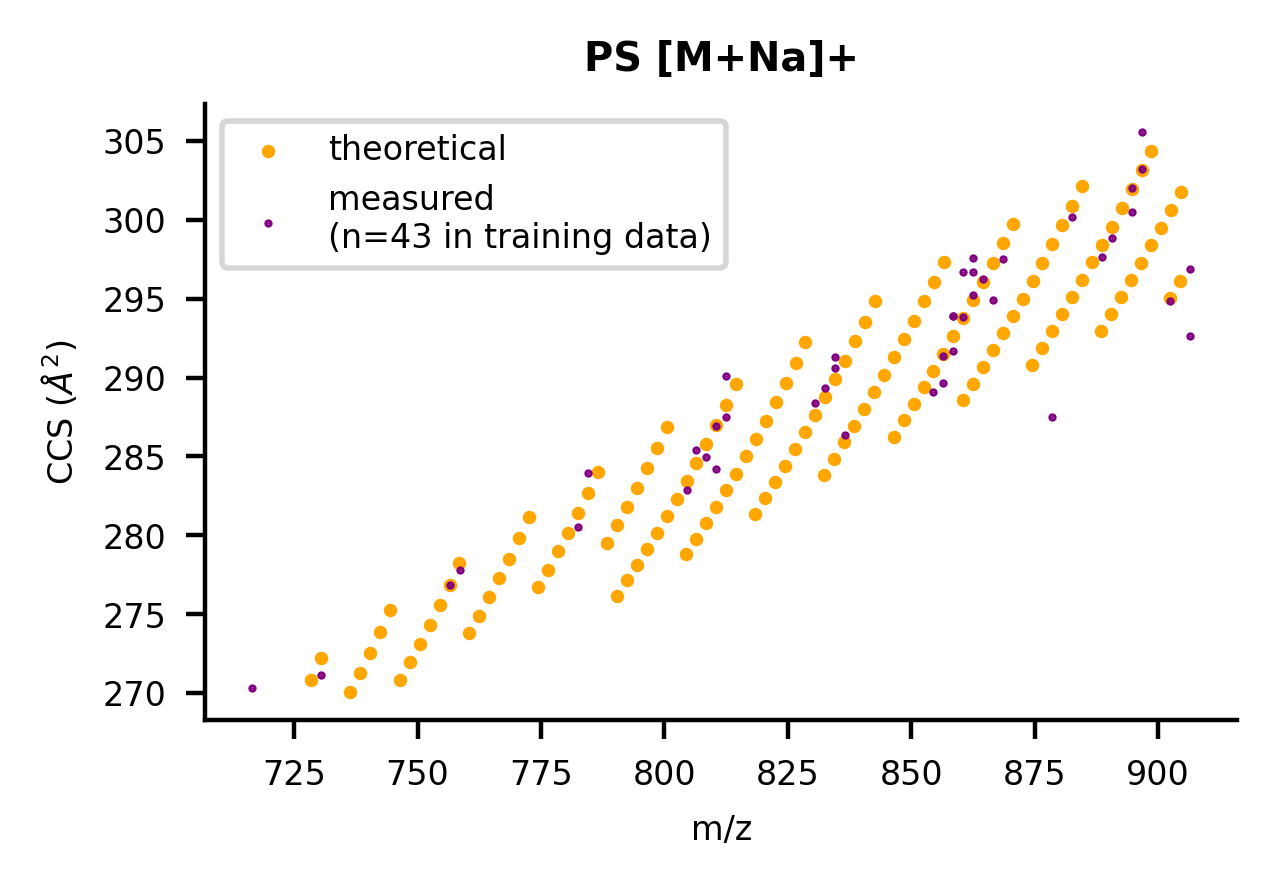 PS [M+Na]+
theoretical
measured
(n=43 in training data)
CCS (Å²)
305
300
295
290
285
280
275
270
725 750 775 800 825 850 875 900
m/z